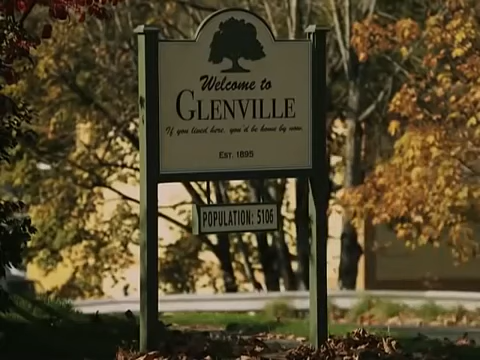 Welcome to
GLENVILLE
If you lived here, you'd be home by now.
EST. 1895
POPULATION: 5106